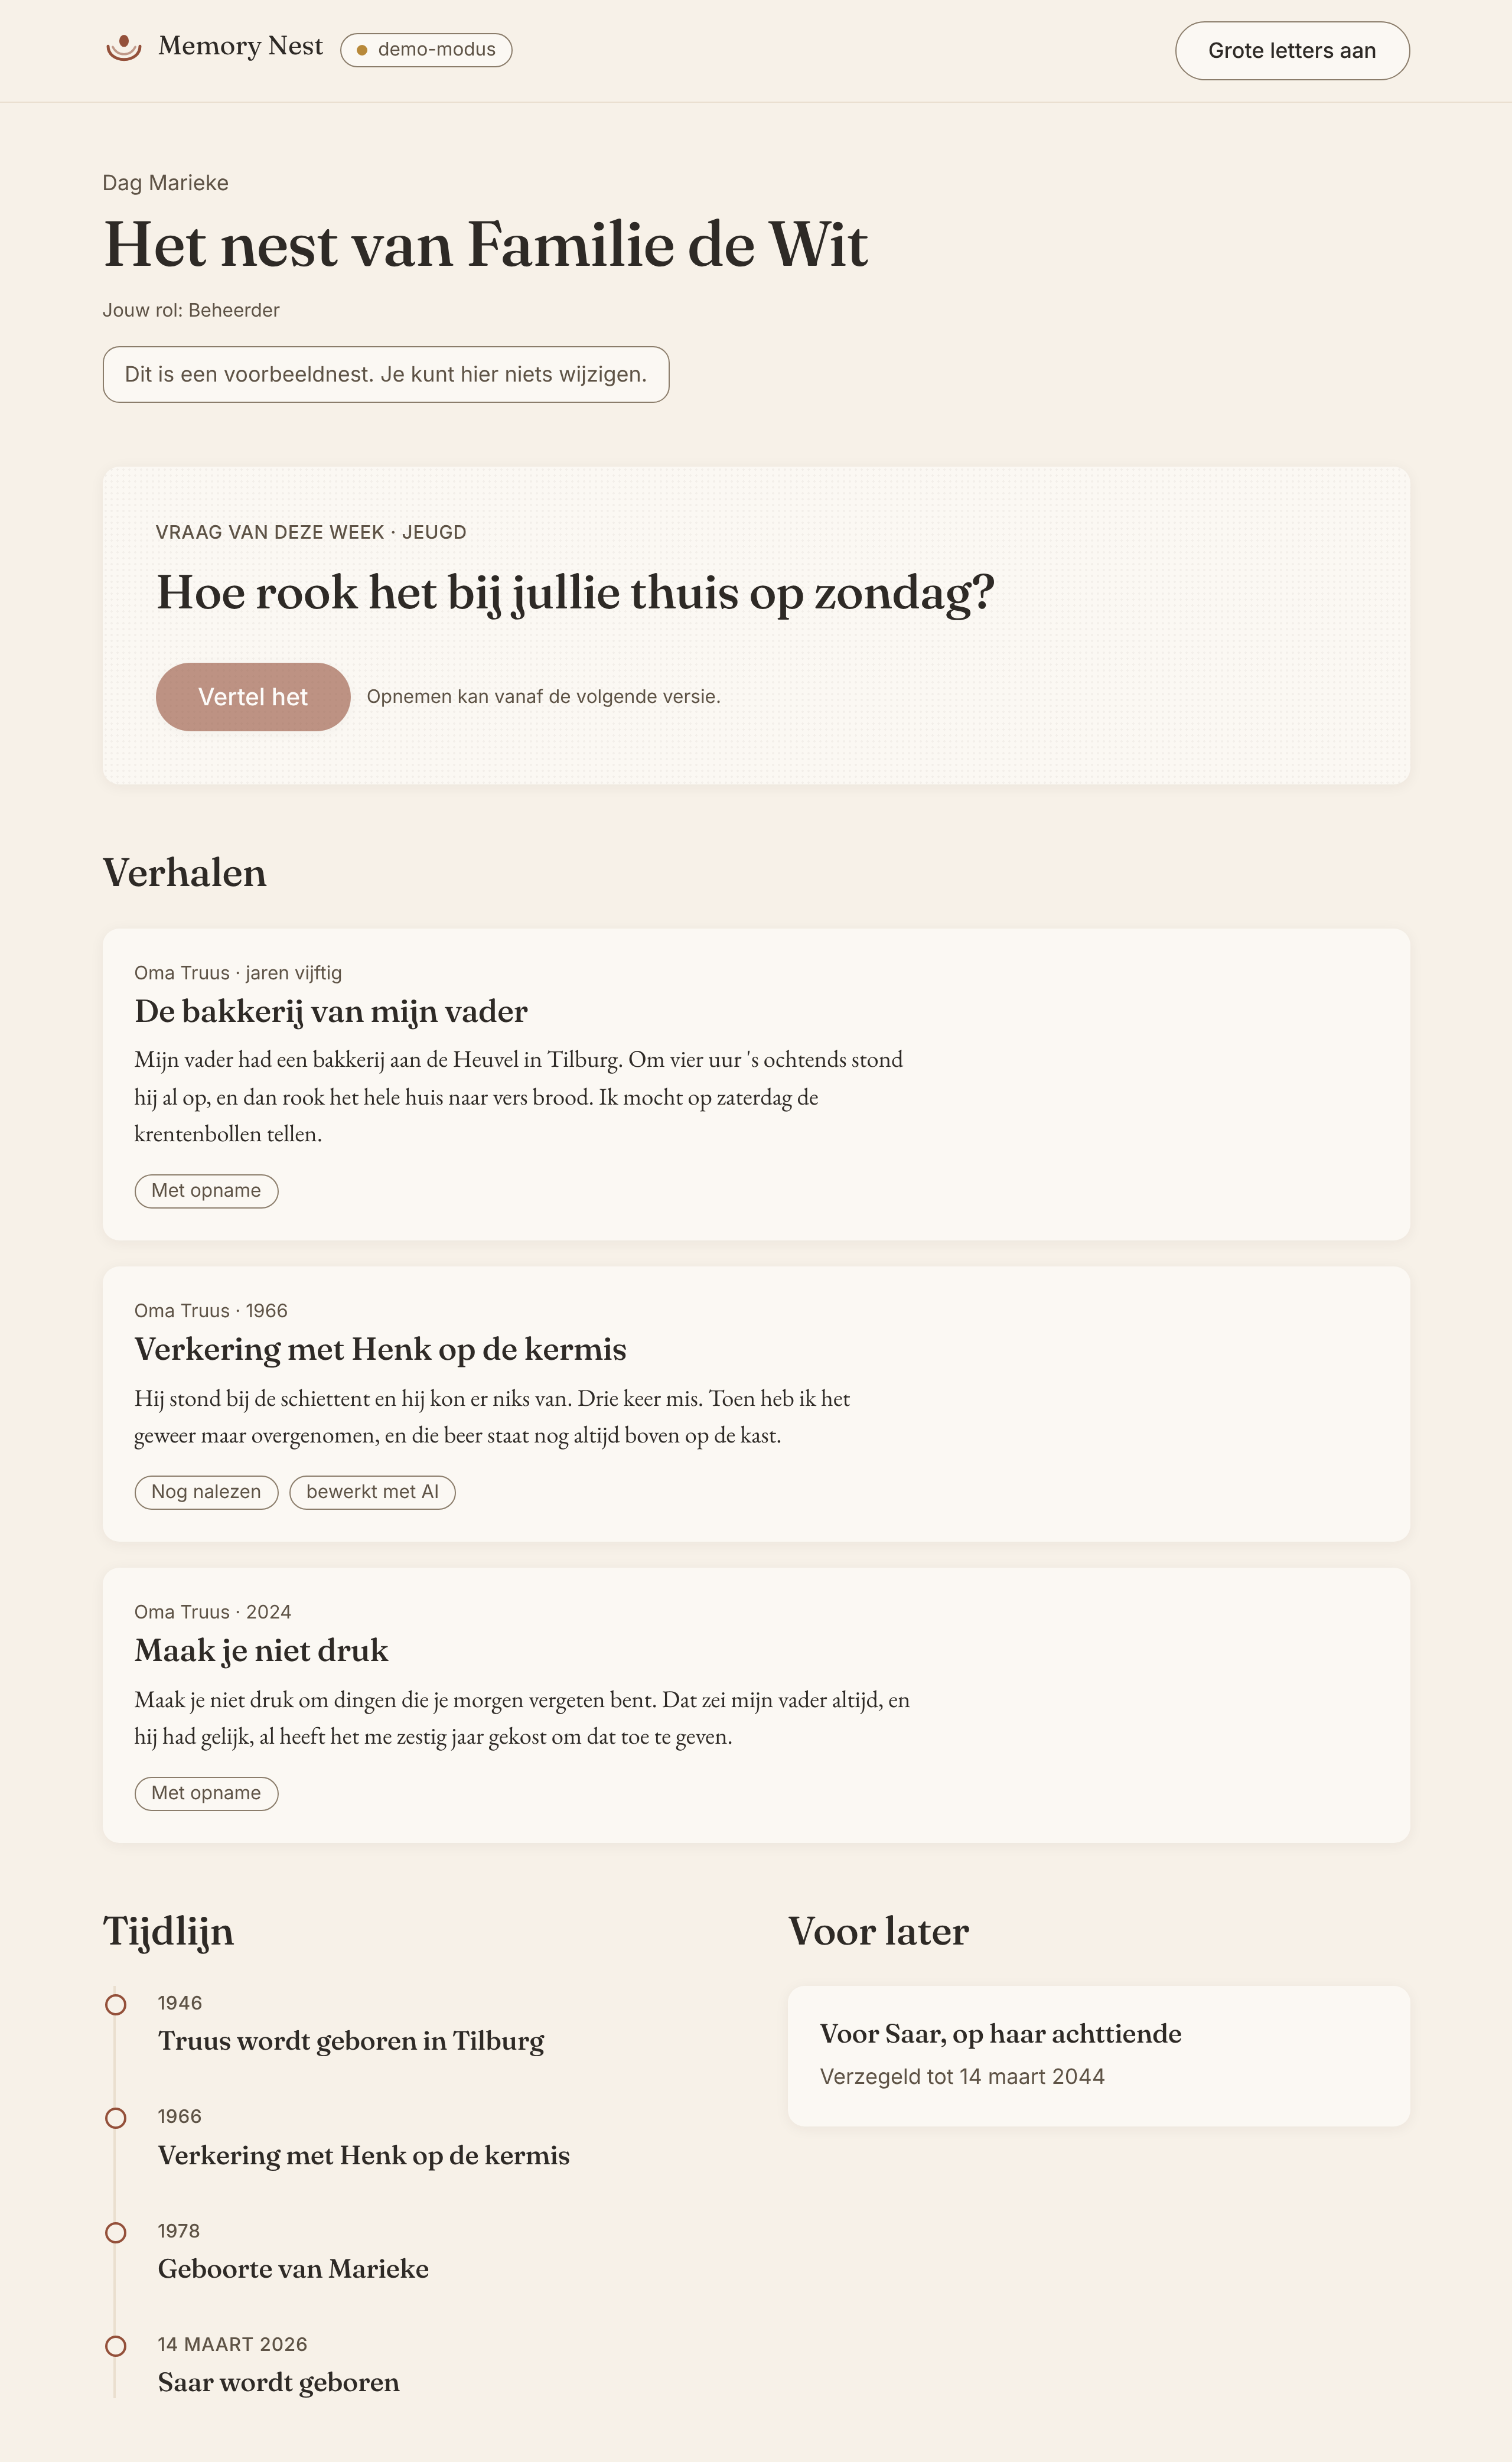 Memory Nest
demo-modus
Grote letters aan
Dag Marieke
Het nest van Familie de Wit
Jouw rol: Beheerder
Dit is een voorbeeldnest. Je kunt hier niets wijzigen.
VRAAG VAN DEZE WEEK · JEUGD
Hoe rook het bij jullie thuis op zondag?
Vertel het
Opnemen kan vanaf de volgende versie.
Verhalen
Oma Truus · jaren vijftig
De bakkerij van mijn vader
Mijn vader had een bakkerij aan de Heuvel in Tilburg. Om vier uur 's ochtends stond
hij al op, en dan rook het hele huis naar vers brood. Ik mocht op zaterdag de
krentenbollen tellen.
Met opname
Oma Truus · 1966
Verkering met Henk op de kermis
Hij stond bij de schiettent en hij kon er niks van. Drie keer mis. Toen heb ik het
geweer maar overgenomen, en die beer staat nog altijd boven op de kast.
Nog nalezen
bewerkt met AI
Oma Truus · 2024
Maak je niet druk
Maak je niet druk om dingen die je morgen vergeten bent. Dat zei mijn vader altijd, en
hij had gelijk, al heeft het me zestig jaar gekost om dat toe te geven.
Met opname
Tijdlijn
1946
Truus wordt geboren in Tilburg
1966
Verkering met Henk op de kermis
1978
Geboorte van Marieke
14 MAART 2026
Saar wordt geboren
Voor later
Voor Saar, op haar achttiende
Verzegeld tot 14 maart 2044